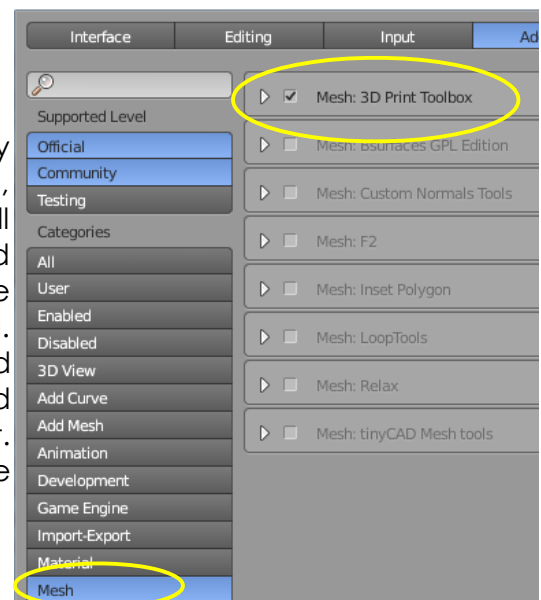 Interface
Editing
Input
Supported Level
Official
Community
Testing
Categories
All
User
Enabled
Disabled
3D View
Add Curve
Add Mesh
Animation
Development
Game Engine
Import-Export
Material
Mesh
Mesh: 3D Print Toolbox
Mesh: Bsurfaces GPL Edition
Mesh: Custom Normals Tools
Mesh: F2
Mesh: Inset Polygon
Mesh: LoopTools
Mesh: Relax
Mesh: tinyCAD Mesh tools